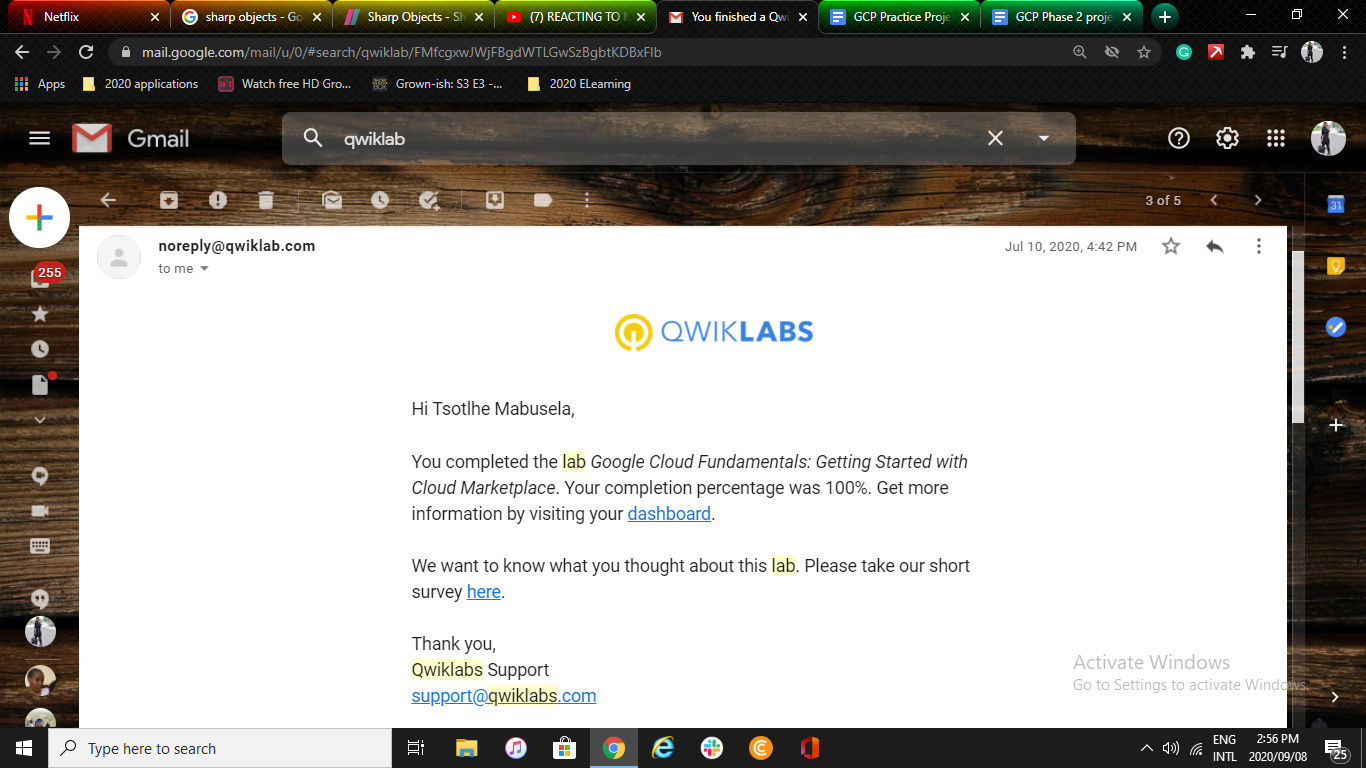 Netflix
sharp objects - Go
Sharp Objects - Sh
(7) REACTING TO
You finished a Qwi
GCP Practice Proje
GCP Phase 2 proje
mail.google.com/mail/u/0/#search/qwiklab/FMfcgxwJWjFBgdWTLGwSzBgbtKDBxFlb
Apps
2020 applications
Watch free HD Gro...
Grown-ish: S3 E3 -...
2020 ELearning
Gmail
qwiklab
3 of 5
31
noreply@qwiklab.com
Jul 10, 2020, 4:42 PM
to me
255
QWIKLABS
Hi Tsotlhe Mabusela,
You completed the lab Google Cloud Fundamentals: Getting Started with
Cloud Marketplace. Your completion percentage was 100%. Get more
information by visiting your dashboard.
We want to know what you thought about this lab. Please take our short
survey here.
Thank you,
Qwiklabs Support
support@qwiklabs.com
Activate Windows
Go to Settings to activate Windows.
Type here to search
ENG
INTL
2:56 PM
2020/09/08
25